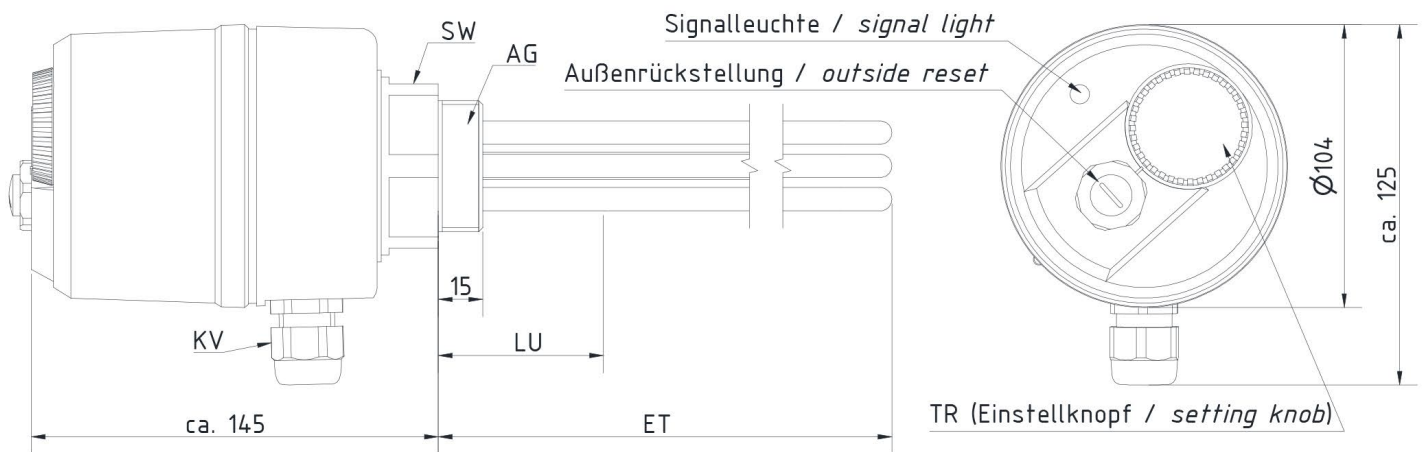 SW
AG
Signalleuchte / signal light
Außenrückstellung / outside reset
Ø104
ca. 125
15
KV
LU
ca. 145
ET
TR (Einstellknopf / setting knob)